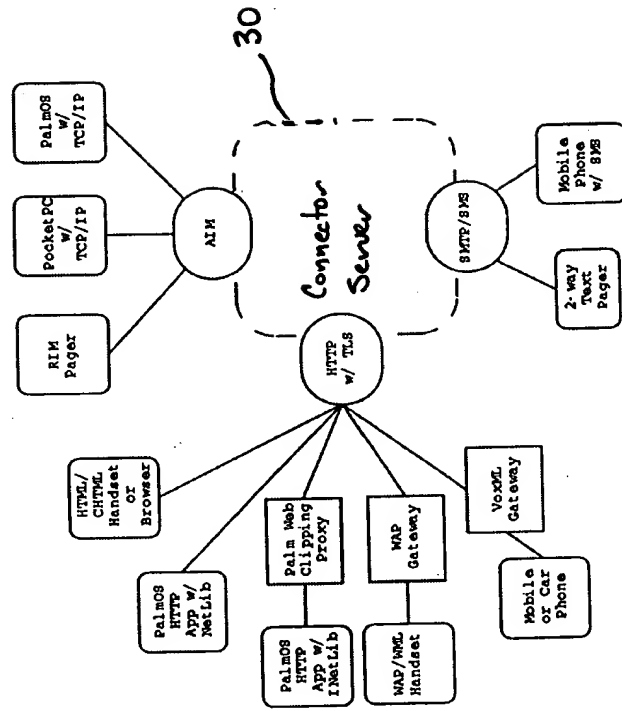 Mobile
or Car
Phone
WAP/WML
Handset
PalmOS
HTTP
App w/
INetLib
PalmOS
HTTP
App w/
NetLib
HTML/
CHTML
Handset
or
Browser
VoxML
Gateway
WAP
Gateway
Palm Web
Clipping
Proxy
HTTP
w/ TLS
RIM
Pager
2-way
Text
Pager
SMTP/SMS
Connector
Server
AIM
PocketPC
w/
TCP/IP
Mobile
Phone
w/ SMS
PalmOS
w/
TCP/IP
30